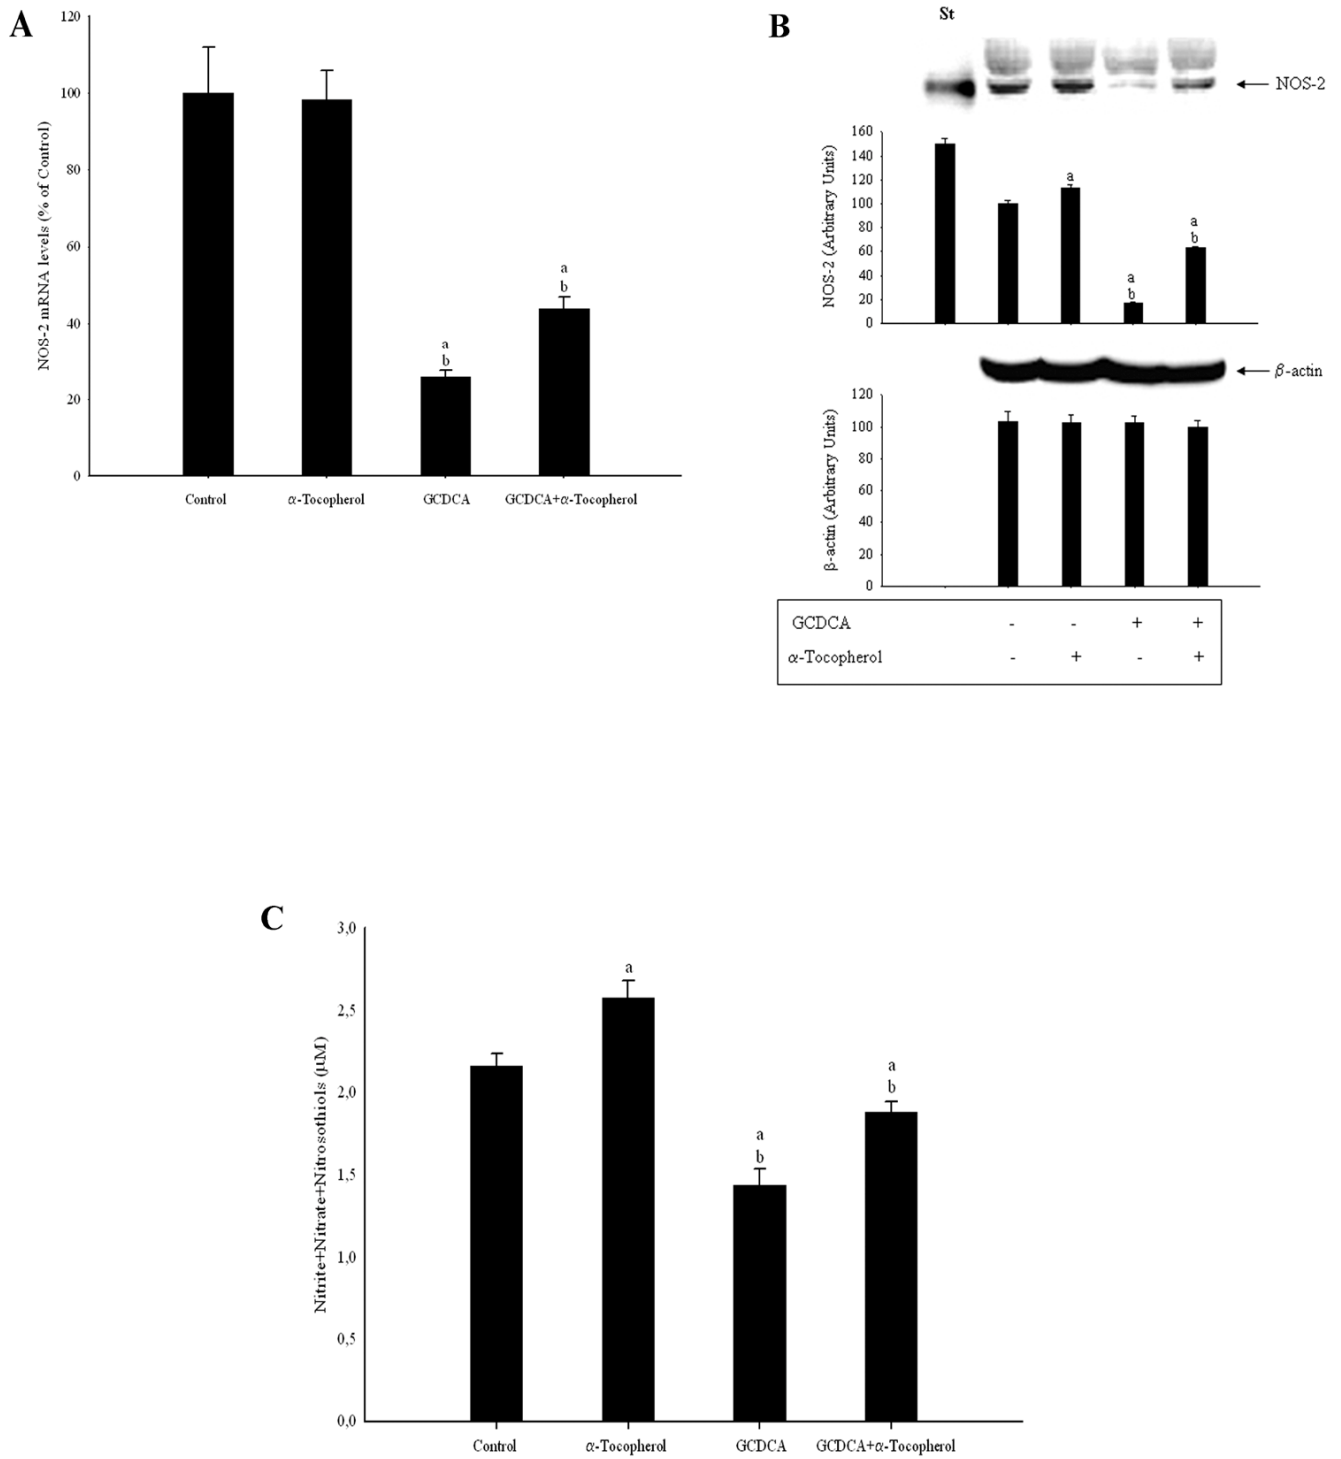 A
NOS-2 mRNA levels (% of Control)
120
100
80
60
40
20
0
a
b
a
b
Control
α-Tocopherol
GCDCA
GCDCA+α-Tocopherol
B
St
NOS-2
NOS-2 (Arbitrary Units)
160
140
120
100
80
60
40
20
0
a
a
b
a
b
β-actin
β-actin (Arbitrary Units)
120
100
80
60
40
20
0
GCDCA - - + +
α-Tocopherol - + - +
C
Nitrite+Nitrate+Nitrosothiols (μM)
3,0
2,5
2,0
1,5
1,0
0,5
0,0
a
a
b
a
b
Control
α-Tocopherol
GCDCA
GCDCA+α-Tocopherol